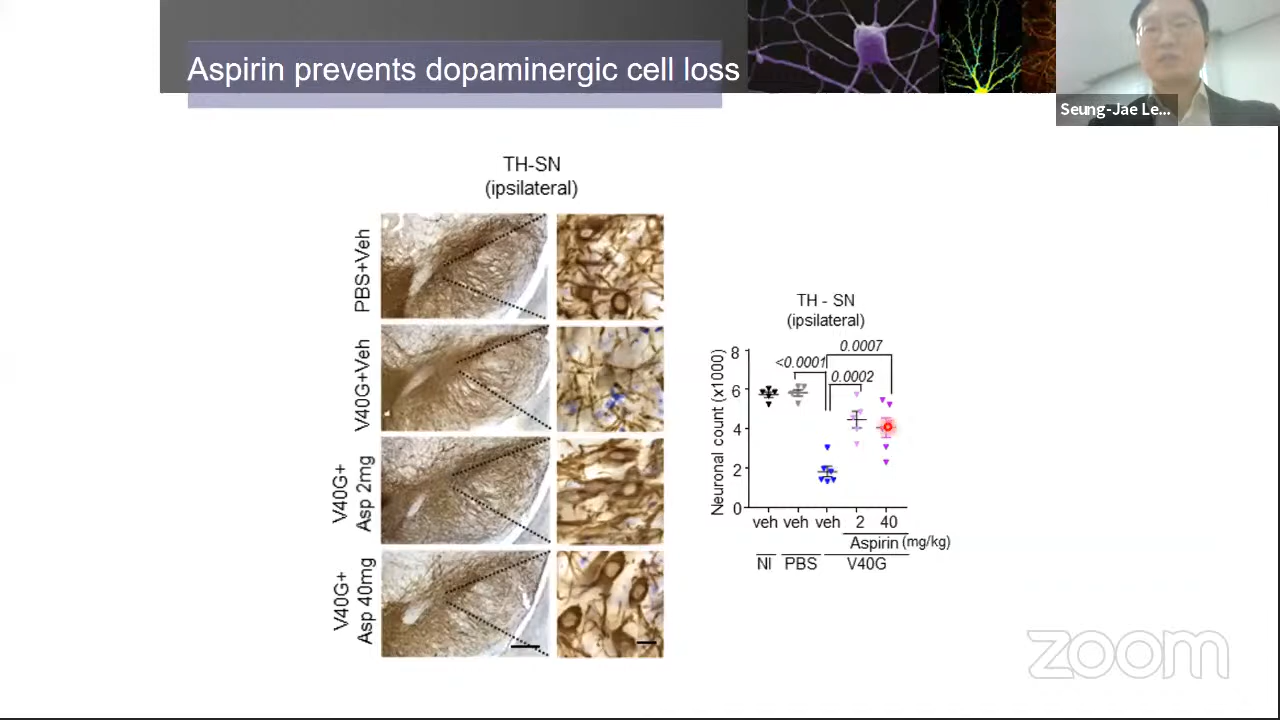 Aspirin prevents dopaminergic cell loss
Seung-Jae Le...
TH-SN
(ipsilateral)
PBS+Veh
V40G+Veh
V40G+
Asp 2mg
V40G+
Asp 40mg
TH - SN
(ipsilateral)
Neuronal count (x1000)
8
6
4
2
0
<0.0001
0.0007
0.0002
veh veh veh 2 40
Aspirin (mg/kg)
NI PBS V40G
zoom